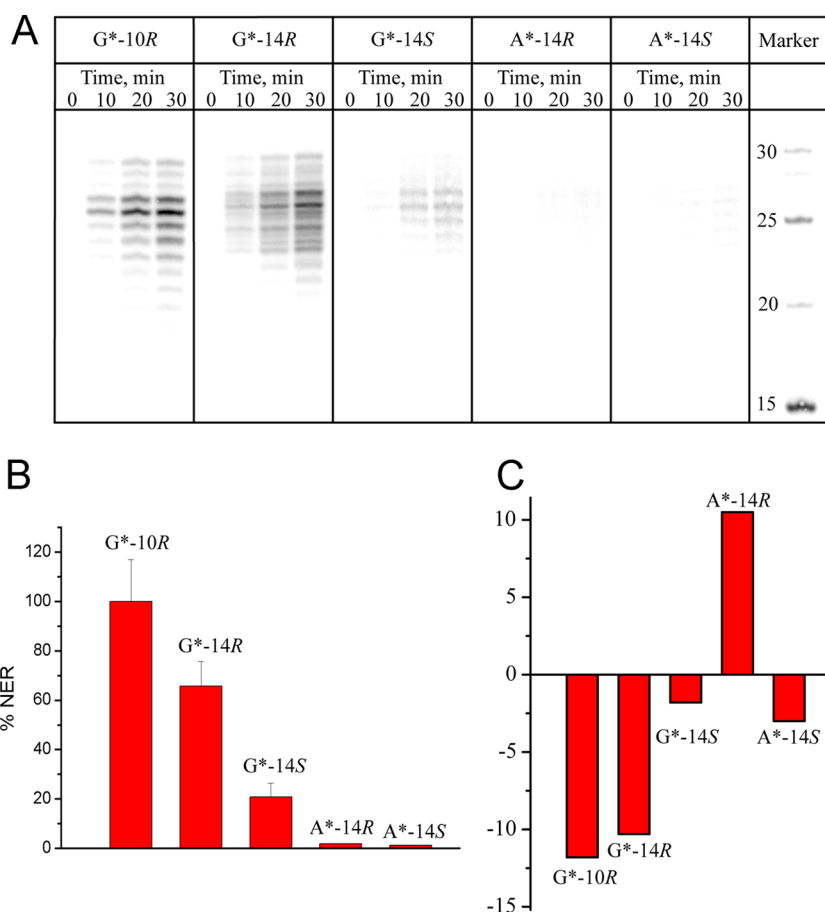 A
G*-10R G*-14R G*-14S A*-14R A*-14S Marker
Time, min Time, min Time, min Time, min Time, min
0 10 20 30 0 10 20 30 0 10 20 30 0 10 20 30 0 10 20 30
30
25
20
15
B
% NER
120
100
80
60
40
20
0
G*-10R
G*-14R
G*-14S
A*-14R
A*-14S
C
10
5
0
-5
-10
-15
A*-14R
G*-14S
A*-14S
G*-14R
G*-10R